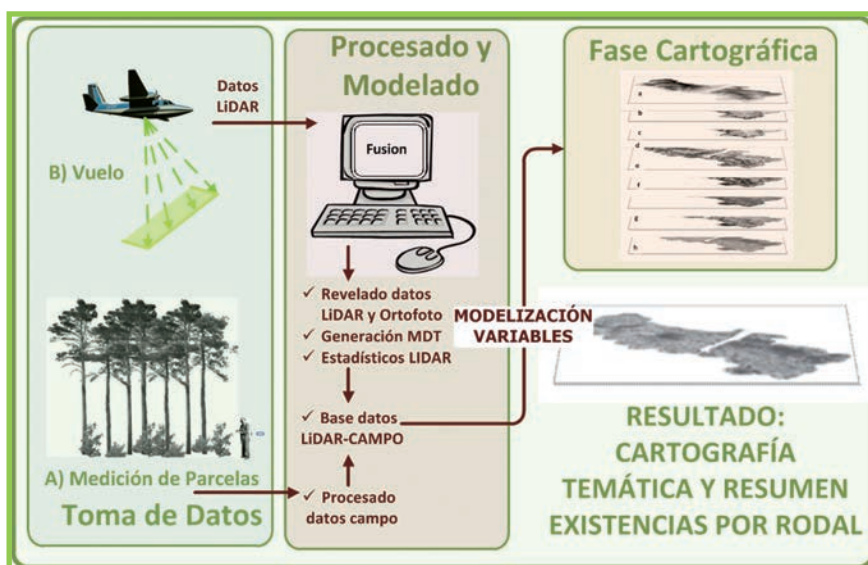 Datos
LiDAR
B) Vuelo
A) Medición de Parcelas
Toma de Datos
Procesado y
Modelado
Fusion
✓ Revelado datos
LiDAR y Ortofoto
✓ Generación MDT
✓ Estadísticos LIDAR
✓ Base datos
LiDAR-CAMPO
✓ Procesado
datos campo
MODELIZACIÓN
VARIABLES
Fase Cartográfica
a
b
c
d
e
f
g
h
RESULTADO:
CARTOGRAFÍA
TEMÁTICA Y RESUMEN
EXISTENCIAS POR RODAL